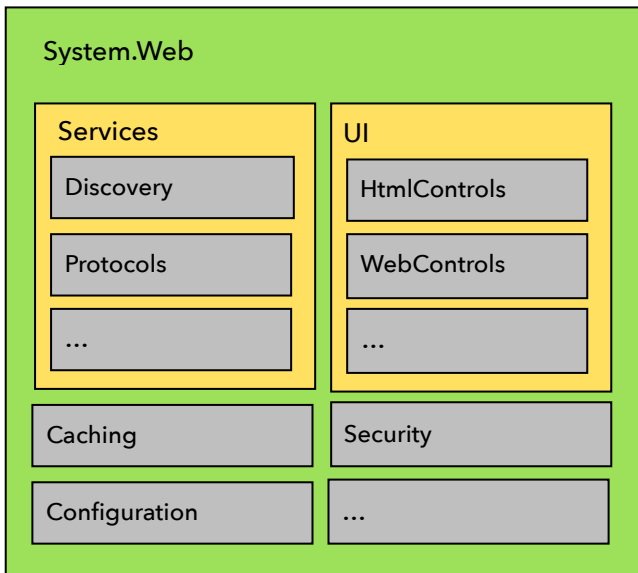 System.Web
Services
Discovery
Protocols
...
UI
HtmlControls
WebControls
...
Caching
Security
Configuration
...